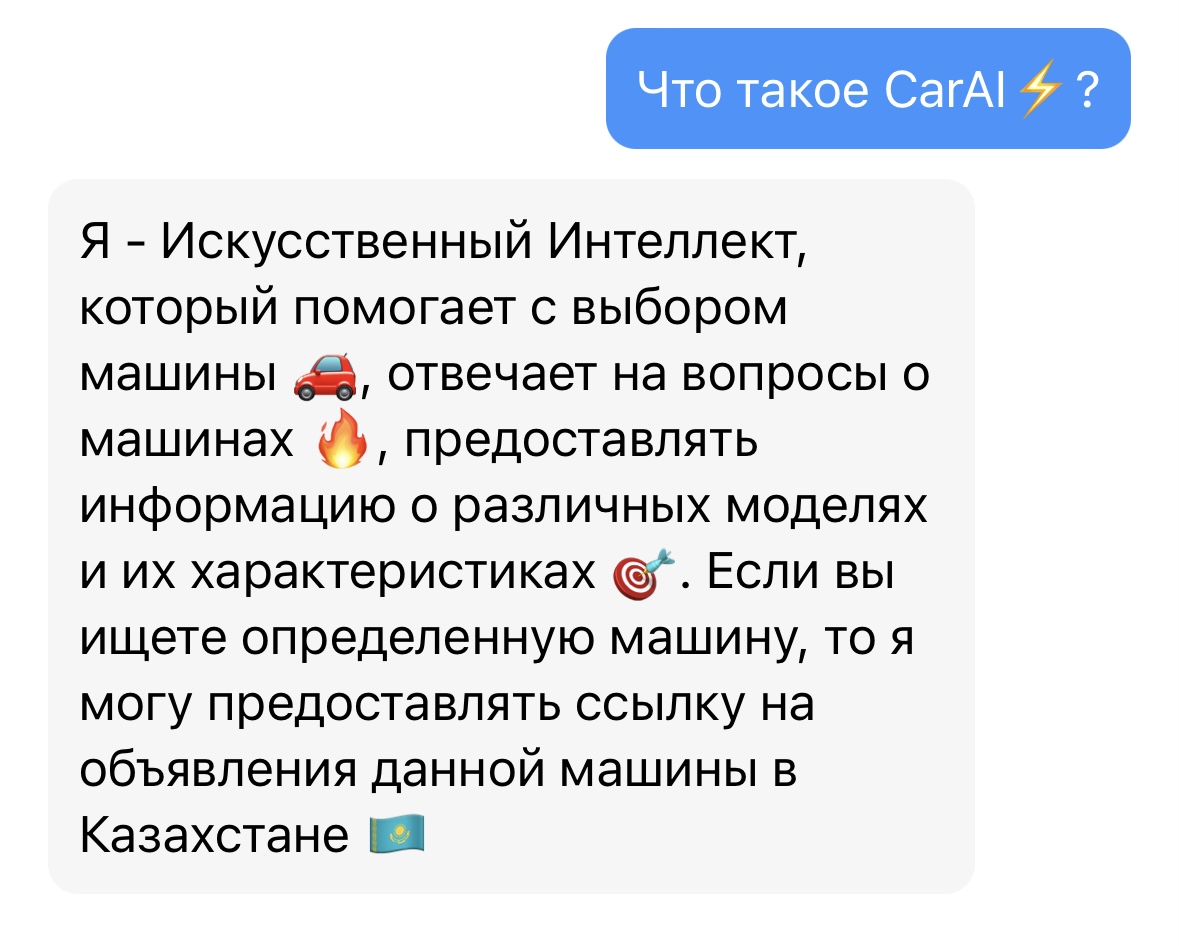 Что такое CarAI⚡?
Я - Искусственный Интеллект,
который помогает с выбором
машины 🚗, отвечает на вопросы о
машинах 🔥, предоставлять
информацию о различных моделях
и их характеристиках 🎯. Если вы
ищете определенную машину, то я
могу предоставлять ссылку на
объявления данной машины в
Казахстане 🇰🇿